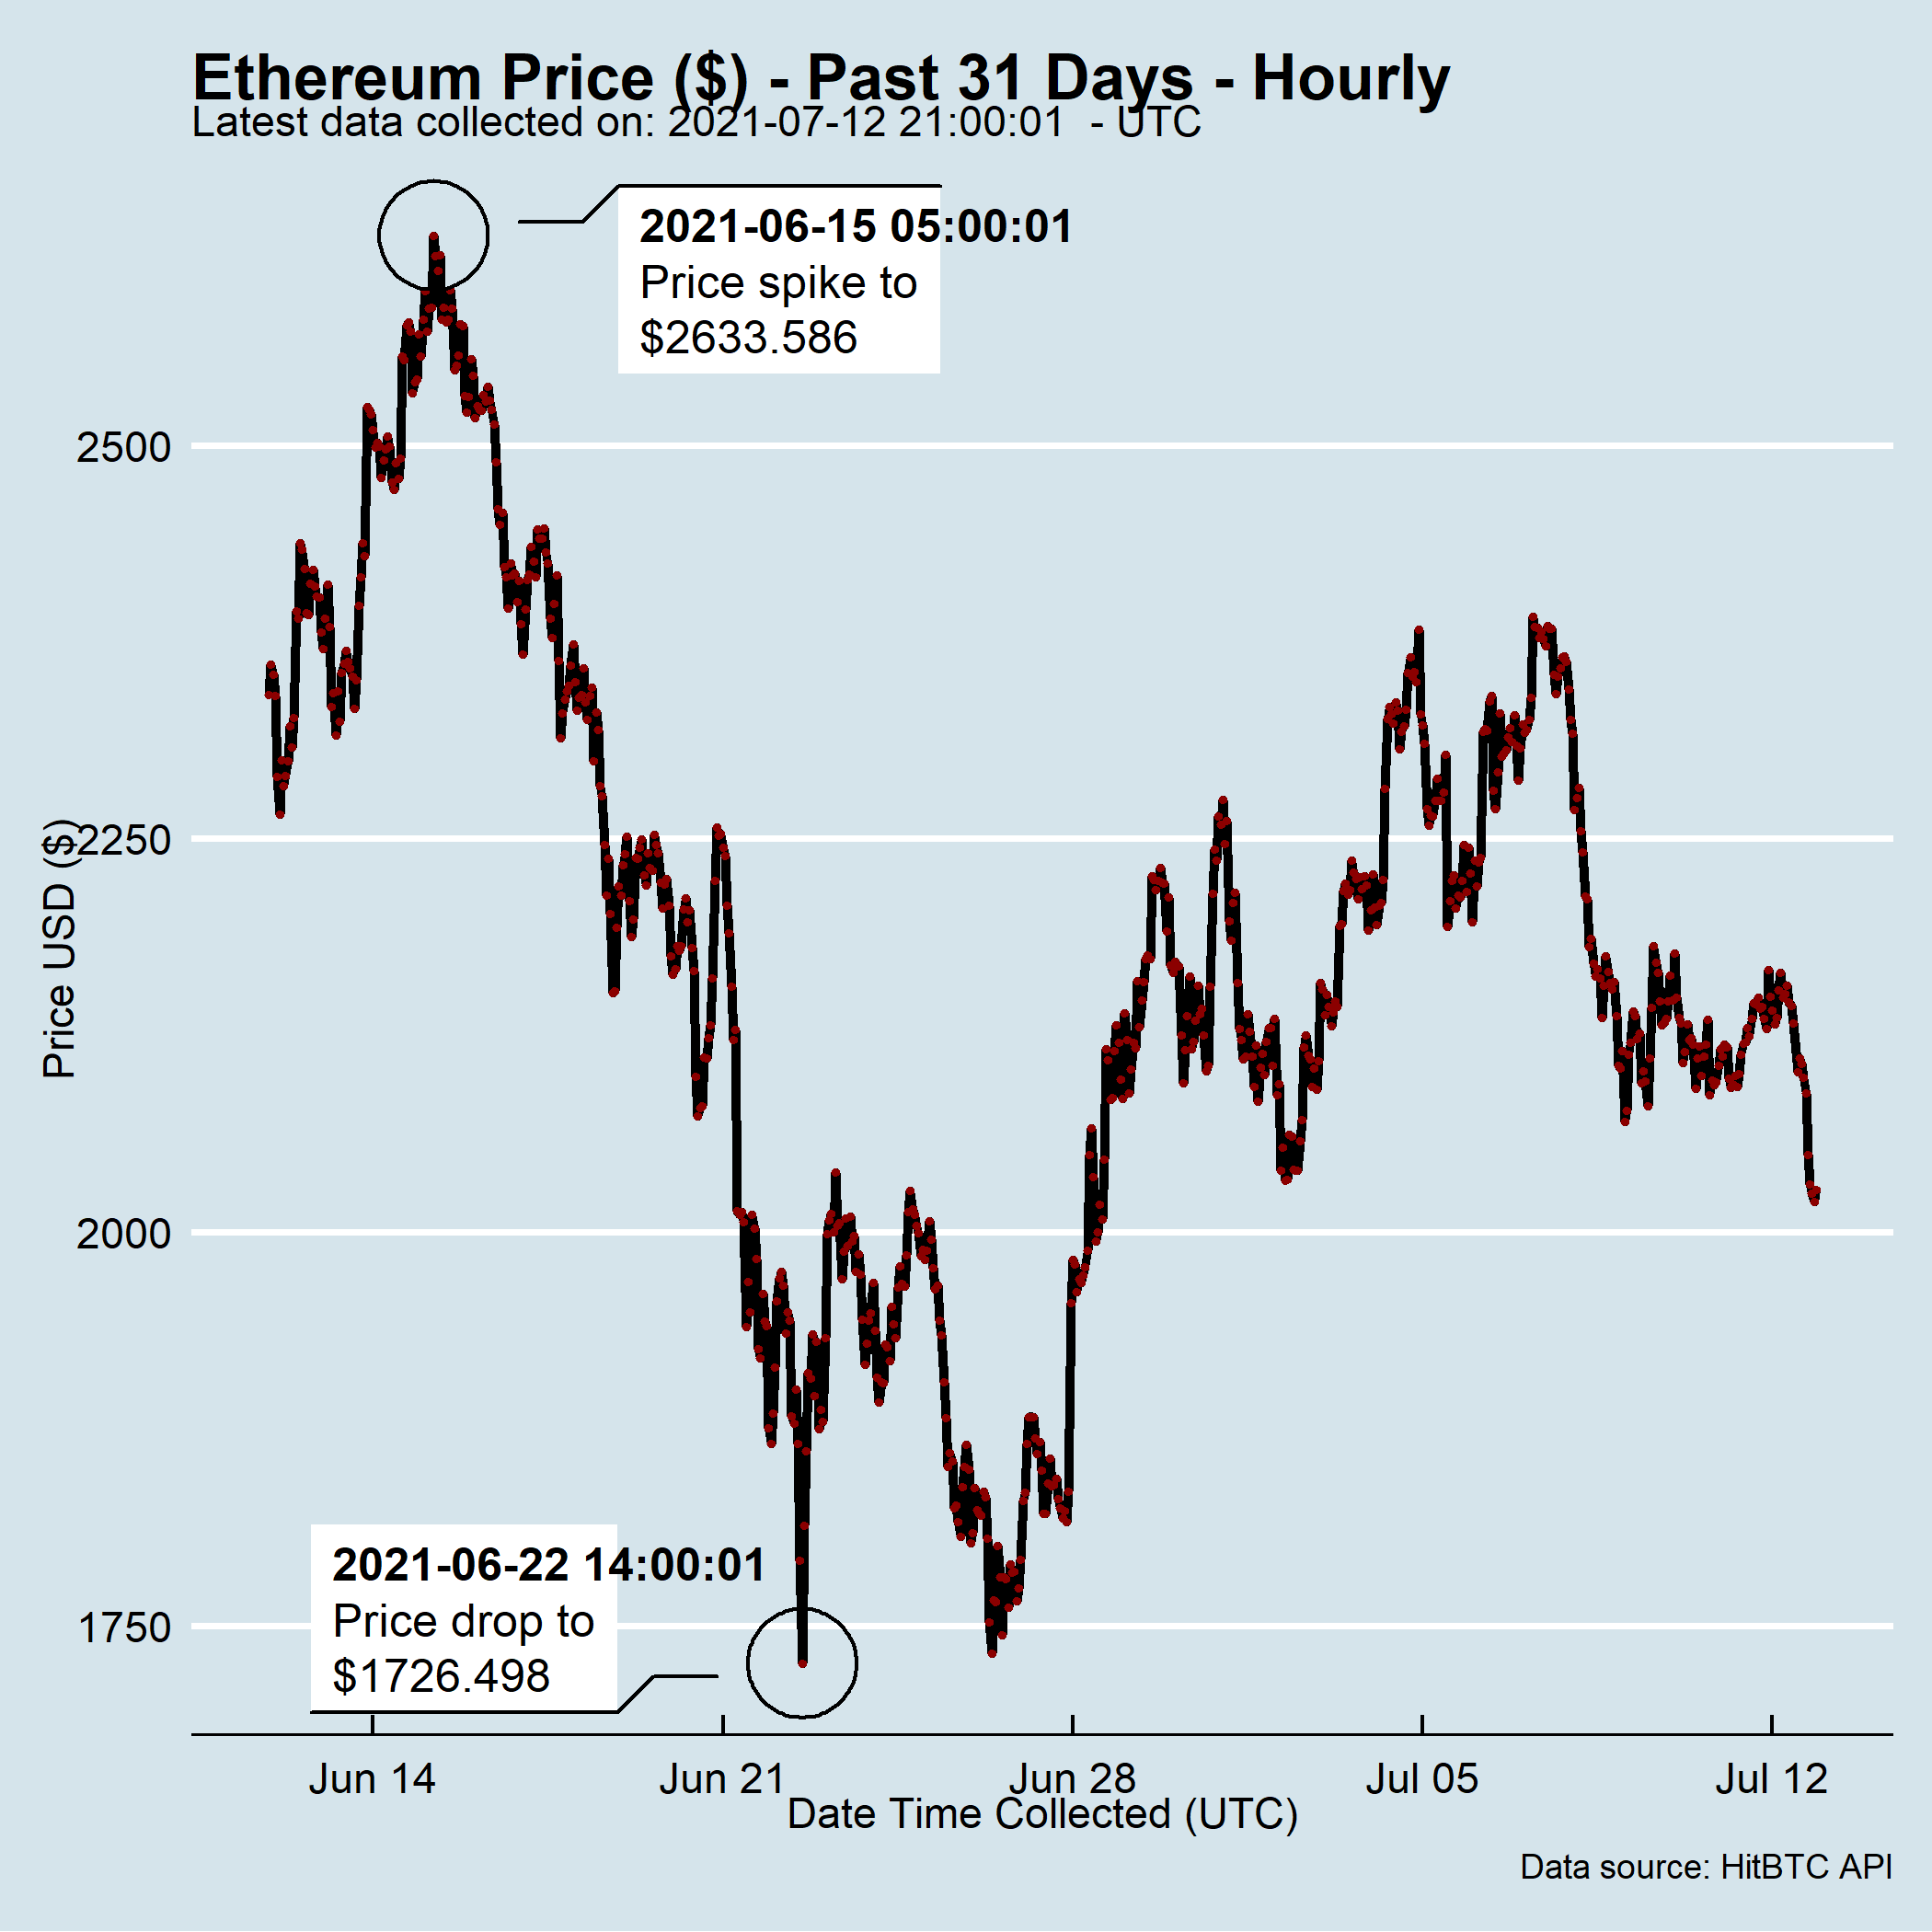 Ethereum Price ($) - Past 31 Days - Hourly
Latest data collected on: 2021-07-12 21:00:01  - UTC
2021-06-15 05:00:01
Price spike to
$2633.586
2500
2250
2000
1750
Price USD ($)
2021-06-22 14:00:01
Price drop to
$1726.498
Jun 14
Jun 21
Jun 28
Jul 05
Jul 12
Date Time Collected (UTC)
Data source: HitBTC API